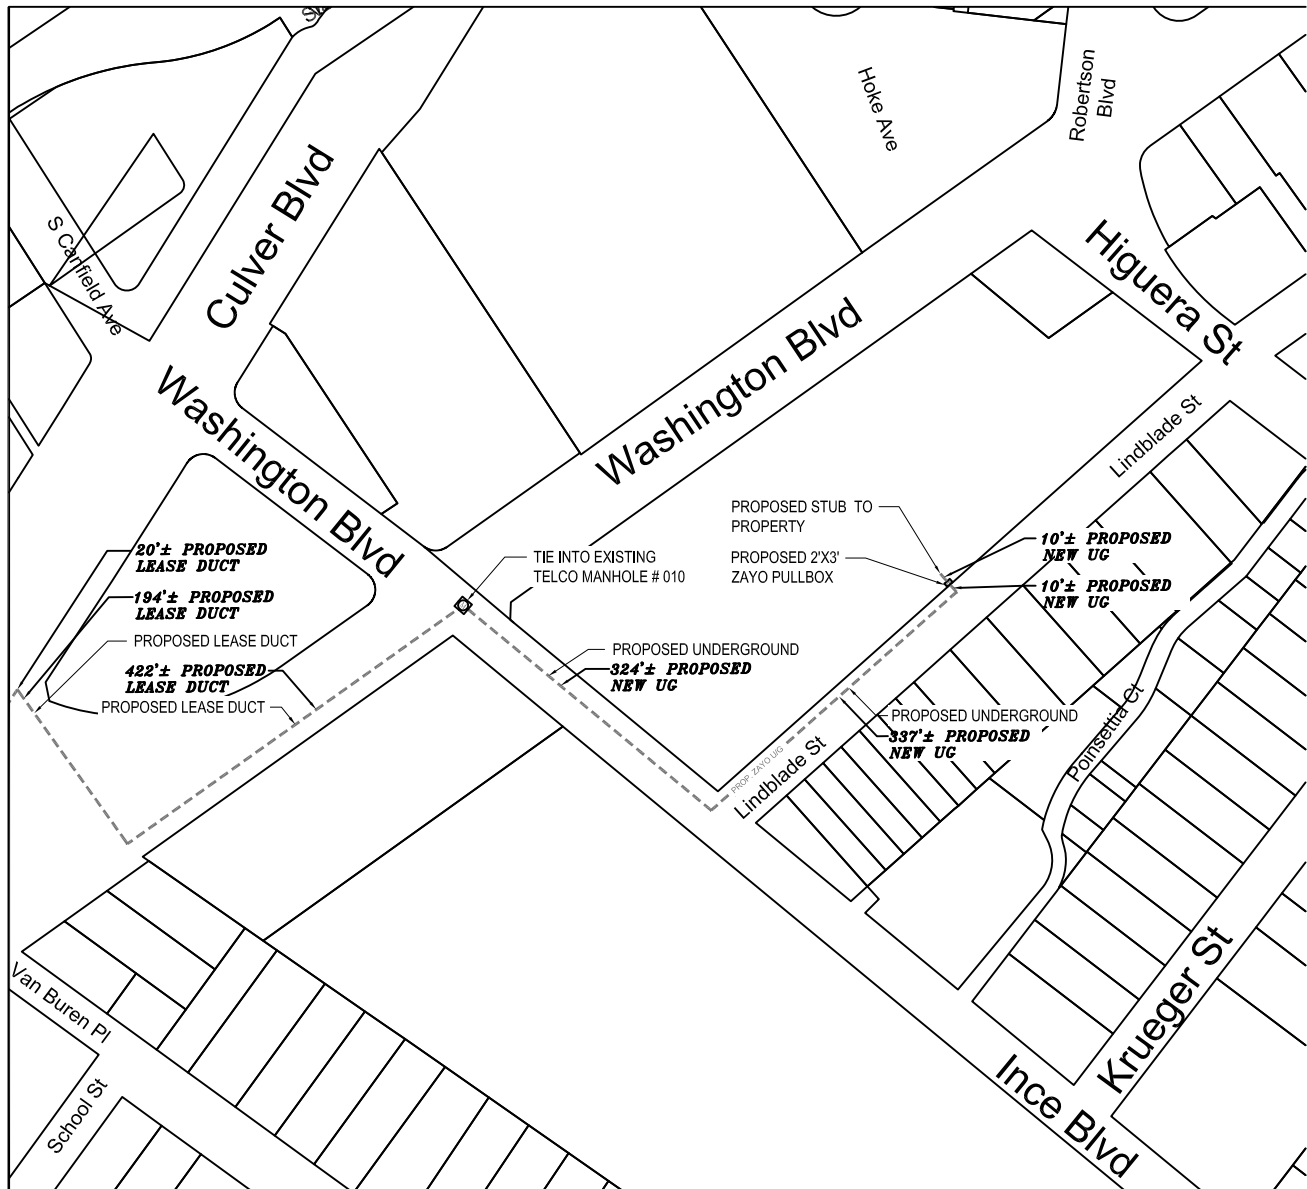 Hoke Ave
Robertson
Blvd
S Canfield Ave
Culver Blvd
Higuera St
Washington Blvd
Washington Blvd
Lindblade St
PROPOSED STUB TO
PROPERTY
PROPOSED 2'X3'
ZAYO PULLBOX
10'± PROPOSED
NEW UG
10'± PROPOSED
NEW UG
20'± PROPOSED
LEASE DUCT
194'± PROPOSED
LEASE DUCT
PROPOSED LEASE DUCT
422'± PROPOSED
LEASE DUCT
PROPOSED LEASE DUCT
TIE INTO EXISTING
TELCO MANHOLE # 010
PROPOSED UNDERGROUND
324'± PROPOSED
NEW UG
PROPOSED UNDERGROUND
337'± PROPOSED
NEW UG
PROP. ZAYO U/G
Lindblade St
Poinsettia Ct
Van Buren Pl
School St
Krueger St
Ince Blvd